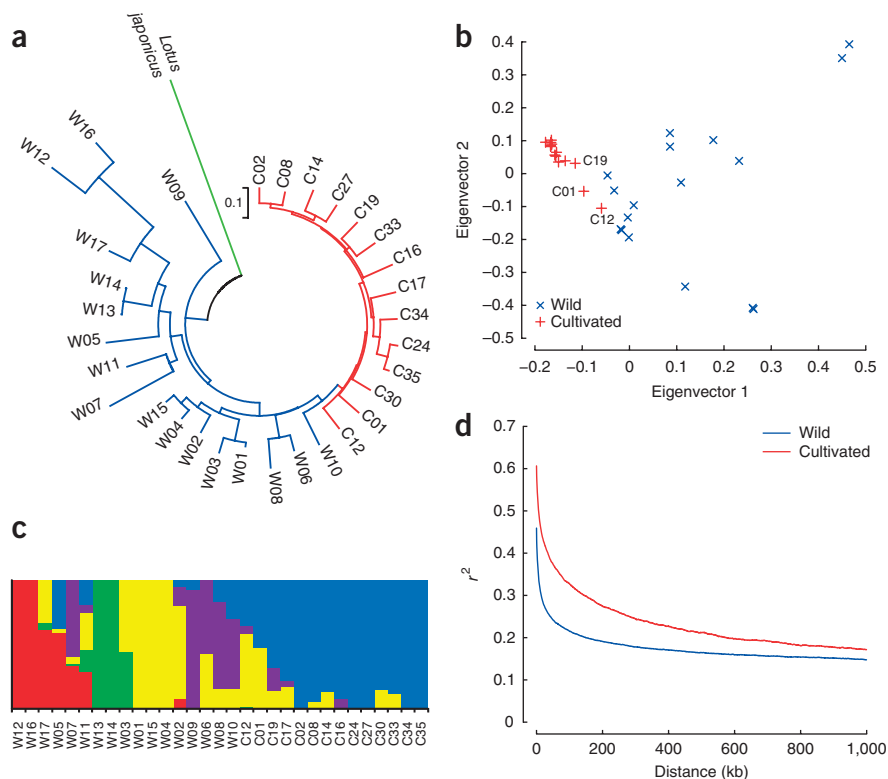 a
Lotus
japonicus
W16
W12
W09
W17
W14
W13
W05
W11
W07
W15
W04
W02
W03
W01
W08
W06
W10
C12
C01
C30
C35
C24
C34
C17
C16
C33
C19
C27
C14
C08
C02
0.1
b
Eigenvector 2
0.4
0.3
0.2
0.1
0
−0.1
−0.2
−0.3
−0.4
−0.5
C19
C01
C12
Wild
Cultivated
−0.2 −0.1 0 0.1 0.2 0.3 0.4 0.5
Eigenvector 1
c
W12 W16 W17 W05 W07 W11 W13 W14 W03 W01 W15 W04 W02 W09 W06 W08 W10 C12 C01 C19 C17 C02 C08 C14 C16 C24 C27 C30 C33 C34 C35
d
r²
0.7
0.6
0.5
0.4
0.3
0.2
0.1
0
Wild
Cultivated
0 200 400 600 800 1,000
Distance (kb)